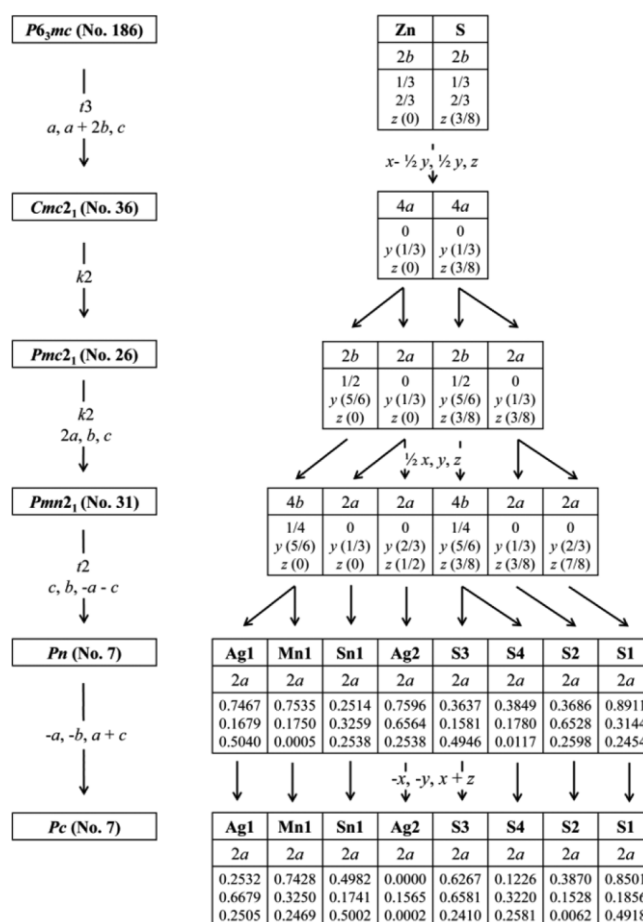 P6₃mc (No. 186)
t3
a, a + 2b, c
Cmc2₁ (No. 36)
k2
Pmc2₁ (No. 26)
k2
2a, b, c
Pmn2₁ (No. 31)
t2
c, b, -a - c
Pn (No. 7)
-a, -b, a + c
Pc (No. 7)
Zn S
2b 2b
1/3 1/3
2/3 2/3
z (0) z (3/8)
x- ½ y, ½ y, z
4a 4a
0 0
y (1/3) y (1/3)
z (0) z (3/8)
2b 2a 2b 2a
1/2 0 1/2 0
y (5/6) y (1/3) y (5/6) y (1/3)
z (0) z (0) z (3/8) z (3/8)
½ x, y, z
4b 2a 2a 4b 2a 2a
1/4 0 0 1/4 0 0
y (5/6) y (1/3) y (2/3) y (5/6) y (1/3) y (2/3)
z (0) z (0) z (1/2) z (3/8) z (3/8) z (7/8)
Ag1 Mn1 Sn1 Ag2 S3 S4 S2 S1
2a 2a 2a 2a 2a 2a 2a 2a
0.7467 0.7535 0.2514 0.7596 0.3637 0.3849 0.3686 0.8911
0.1679 0.1750 0.3259 0.6564 0.1581 0.1780 0.6528 0.3144
0.5040 0.0005 0.2538 0.2538 0.4946 0.0117 0.2598 0.2454
-x, -y, x + z
Ag1 Mn1 Sn1 Ag2 S3 S4 S2 S1
2a 2a 2a 2a 2a 2a 2a 2a
0.2532 0.7428 0.4982 0.0000 0.6267 0.1226 0.3870 0.8501
0.6679 0.3250 0.1741 0.1565 0.6581 0.3220 0.1528 0.1856
0.2505 0.2469 0.5002 0.0002 0.2410 0.2581 0.0062 0.4919